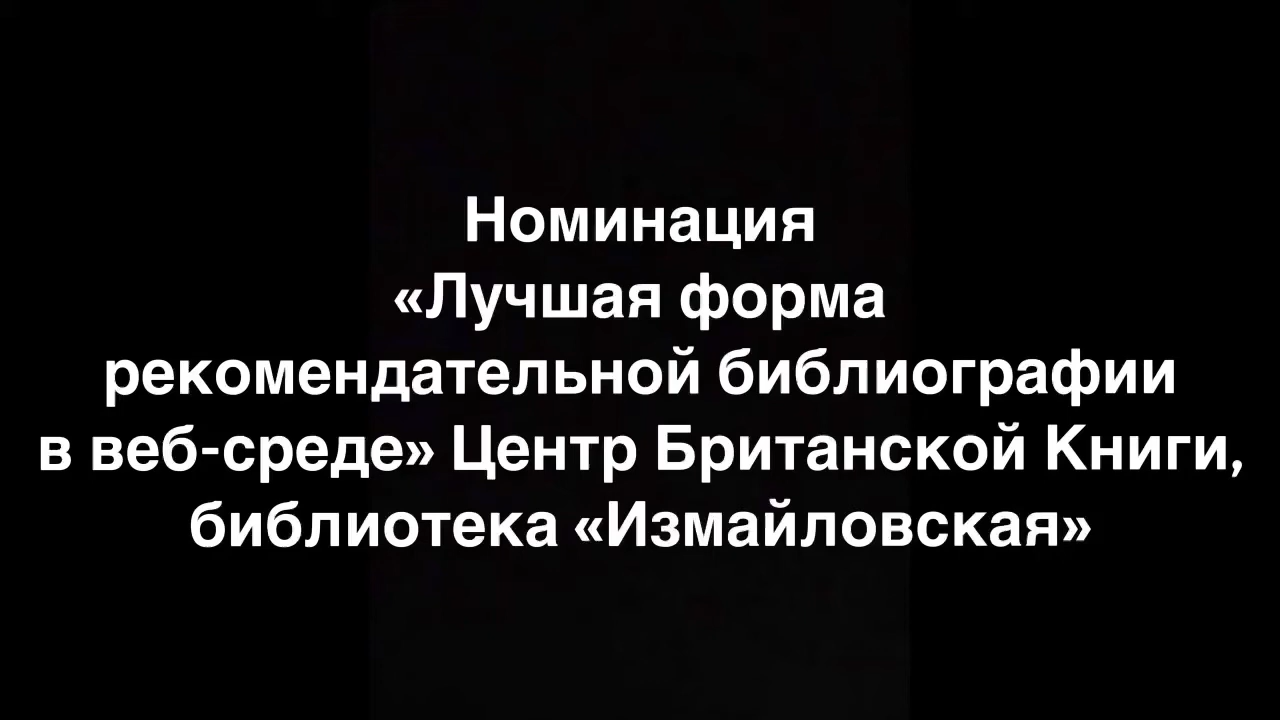 Номинация
«Лучшая форма
рекомендательной библиографии
в веб-среде» Центр Британской Книги,
библиотека «Измайловская»